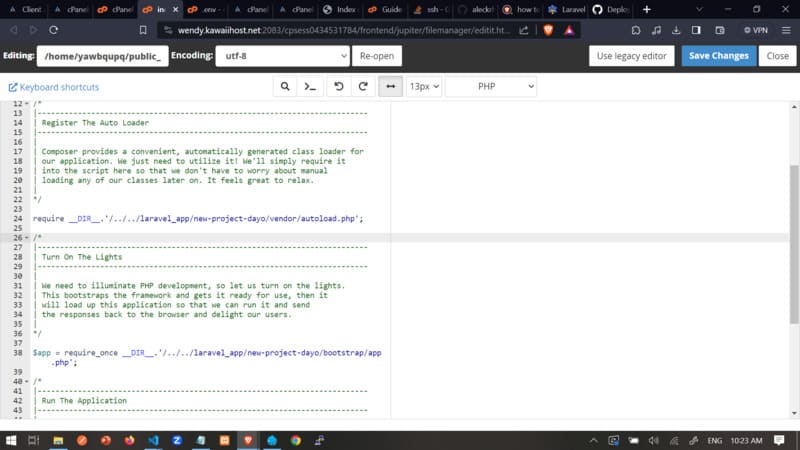 Client
cPanel
cPanel
in
.env -
cPanel
cPanel
Index
cPanel
Guide
ssh -
aleckr
how to
Laravel
Deploy
wendy.kawaiihost.net:2083/cpsess0434531784/frontend/jupiter/filemanager/editit.ht...
VPN
Editing: /home/yawbqupq/public_ Encoding: utf-8 Re-open Use legacy editor Save Changes Close
Keyboard shortcuts 13px PHP
12 /*
13 |--------------------------------------------------------------------------
14 | Register The Auto Loader
15 |--------------------------------------------------------------------------
16 |
17 | Composer provides a convenient, automatically generated class loader for
18 | our application. We just need to utilize it! We'll simply require it
19 | into the script here so that we don't have to worry about manual
20 | loading any of our classes later on. It feels great to relax.
21 |
22 */
23
24 require __DIR__.'/../../laravel_app/new-project-dayo/vendor/autoload.php';
25
26 /*
27 |--------------------------------------------------------------------------
28 | Turn On The Lights
29 |--------------------------------------------------------------------------
30 |
31 | We need to illuminate PHP development, so let us turn on the lights.
32 | This bootstraps the framework and gets it ready for use, then it
33 | will load up this application so that we can run it and send
34 | the responses back to the browser and delight our users.
35 |
36 */
37
38 $app = require_once __DIR__.'/../../laravel_app/new-project-dayo/bootstrap/app
.php';
39
40 /*
41 |--------------------------------------------------------------------------
42 | Run The Application
43 |--------------------------------------------------------------------------
ENG 10:23 AM